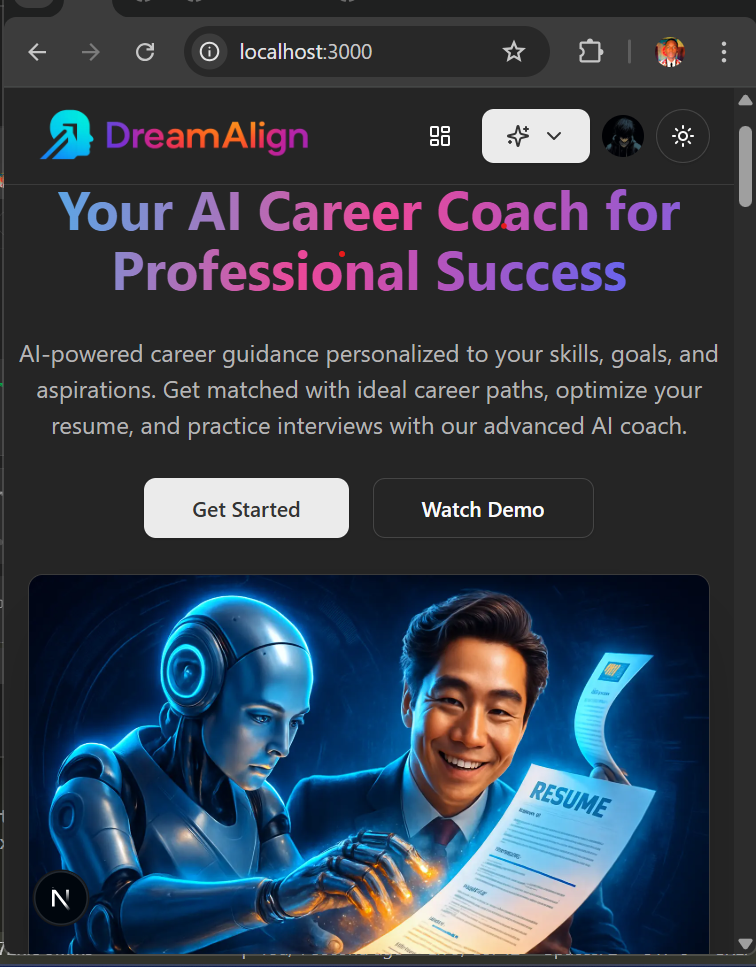 localhost:3000
DreamAlign
Your AI Career Coach for
Professional Success
AI-powered career guidance personalized to your skills, goals, and
aspirations. Get matched with ideal career paths, optimize your
resume, and practice interviews with our advanced AI coach.
Get Started
Watch Demo
RESUME
N